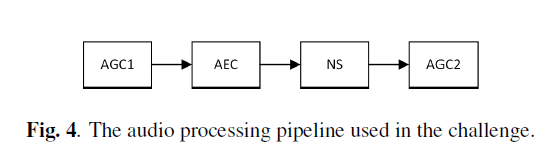 AGC1 AEC NS AGC2
Fig. 4. The audio processing pipeline used in the challenge.